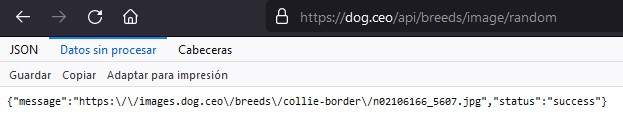 https://dog.ceo/api/breeds/image/random
JSON Datos sin procesar Cabeceras
Guardar Copiar Adaptar para impresión
{"message":"https:\/\/images.dog.ceo\/breeds\/collie-border\/n02106166_5607.jpg","status":"success"}